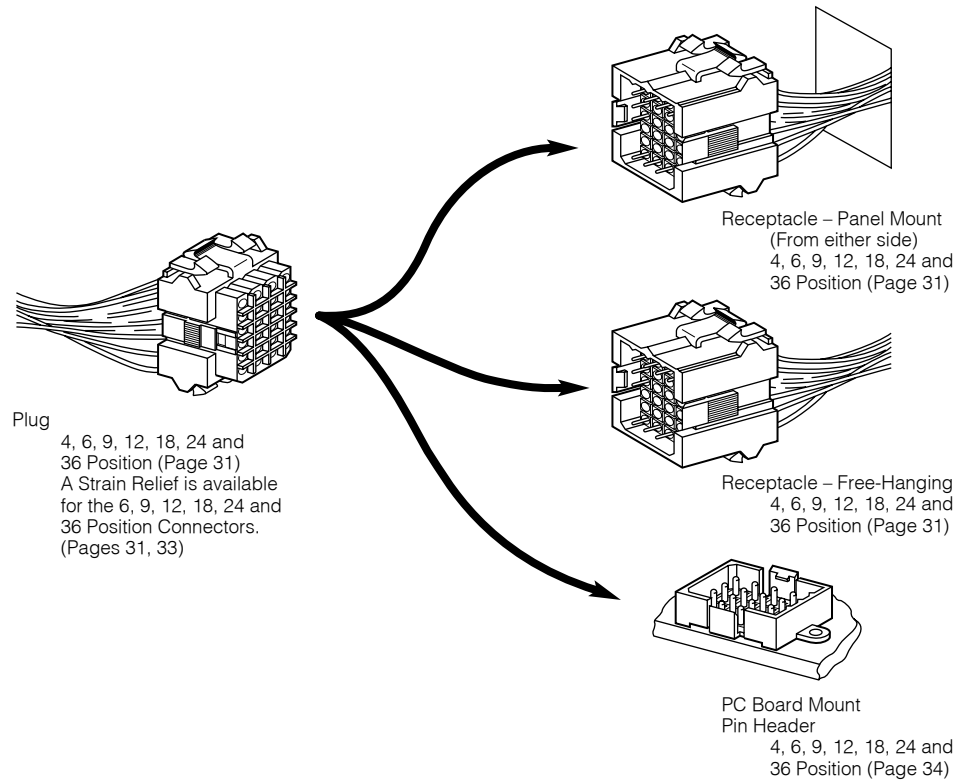 Receptacle – Panel Mount
(From either side)
4, 6, 9, 12, 18, 24 and
36 Position (Page 31)
Plug
4, 6, 9, 12, 18, 24 and
36 Position (Page 31)
A Strain Relief is available
for the 6, 9, 12, 18, 24 and
36 Position Connectors.
(Pages 31, 33)
Receptacle – Free-Hanging
4, 6, 9, 12, 18, 24 and
36 Position (Page 31)
PC Board Mount
Pin Header
4, 6, 9, 12, 18, 24 and
36 Position (Page 34)